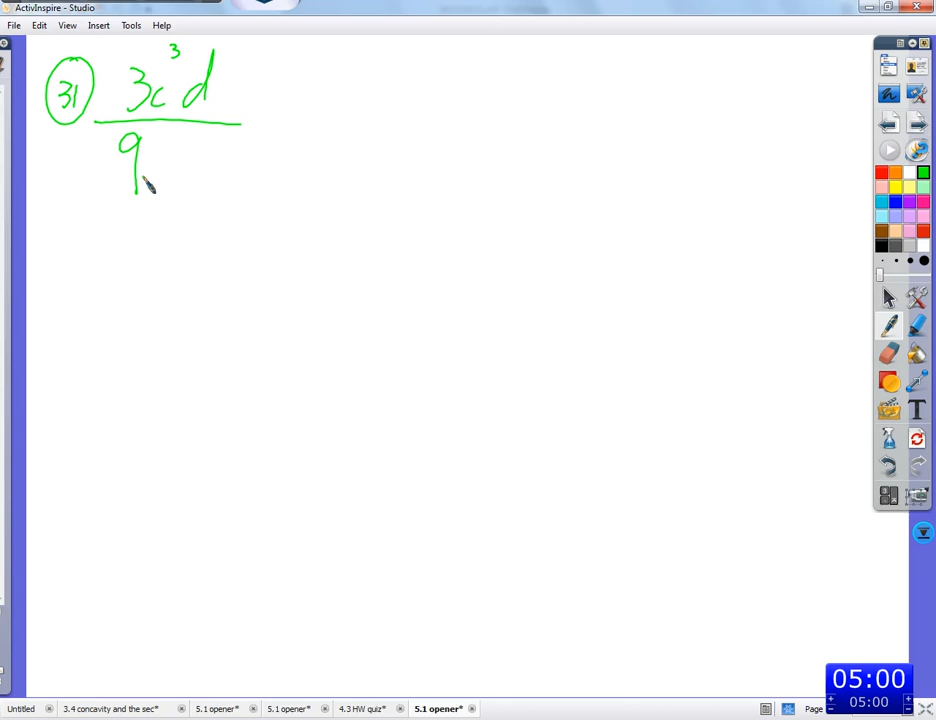 ActivInspire - Studio
File Edit View Insert Tools Help
31 3c³d
9
05:00
05:00
Untitled 3.4 concavity and the sec* 5.1 opener* 5.1 opener* 4.3 HW quiz* 5.1 opener* Page